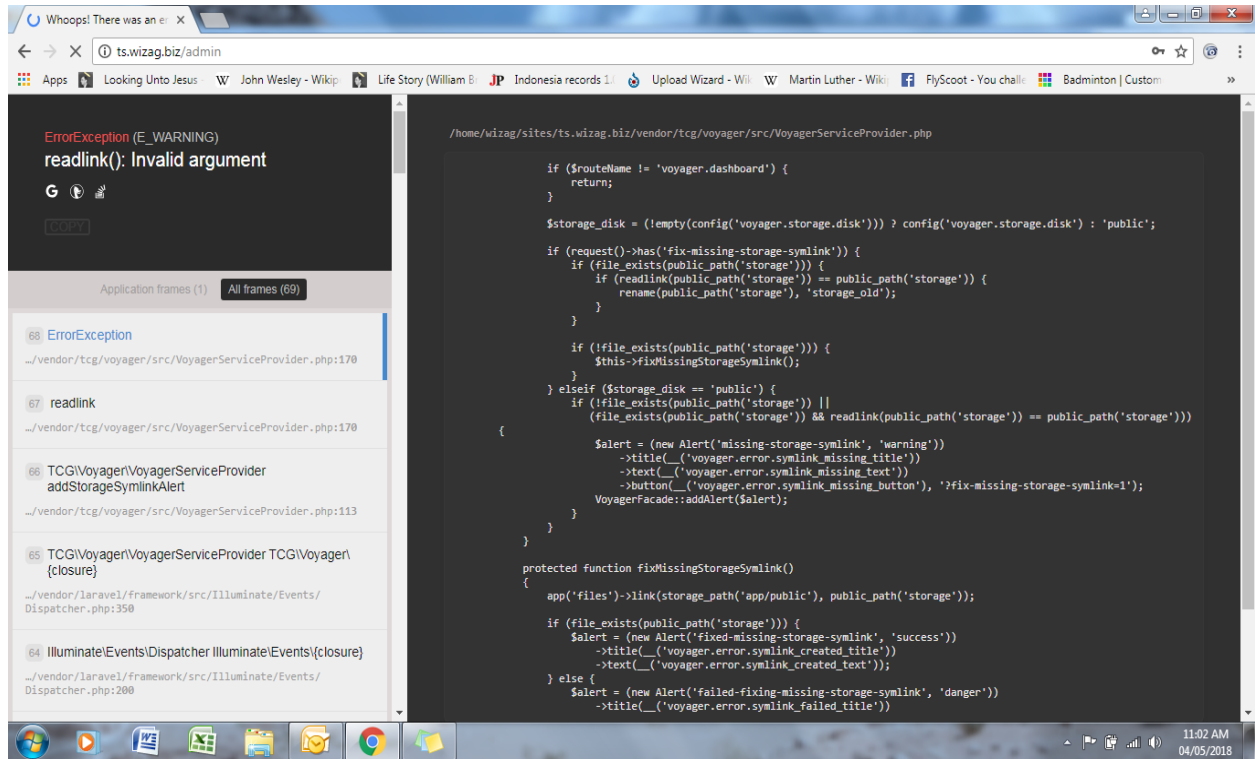 Whoops! There was an er
ts.wizag.biz/admin
Apps Looking Unto Jesus - John Wesley - Wikip Life Story (William B JP Indonesia records 1. Upload Wizard - Wik Martin Luther - Wiki FlyScoot - You challe Badminton | Custom »
ErrorException (E_WARNING)
readlink(): Invalid argument
COPY
Application frames (1) All frames (69)
68 ErrorException
…/vendor/tcg/voyager/src/VoyagerServiceProvider.php:170
67 readlink
…/vendor/tcg/voyager/src/VoyagerServiceProvider.php:170
66 TCG\Voyager\VoyagerServiceProvider
addStorageSymlinkAlert
…/vendor/tcg/voyager/src/VoyagerServiceProvider.php:113
65 TCG\Voyager\VoyagerServiceProvider TCG\Voyager\
{closure}
…/vendor/laravel/framework/src/Illuminate/Events/
Dispatcher.php:350
64 Illuminate\Events\Dispatcher Illuminate\Events\{closure}
…/vendor/laravel/framework/src/Illuminate/Events/
Dispatcher.php:200
/home/wizag/sites/ts.wizag.biz/vendor/tcg/voyager/src/VoyagerServiceProvider.php
if ($routeName != 'voyager.dashboard') {
return;
}
$storage_disk = (!empty(config('voyager.storage.disk'))) ? config('voyager.storage.disk') : 'public';
if (request()->has('fix-missing-storage-symlink')) {
if (file_exists(public_path('storage'))) {
if (readlink(public_path('storage')) == public_path('storage')) {
rename(public_path('storage'), 'storage_old');
}
}
if (!file_exists(public_path('storage'))) {
$this->fixMissingStorageSymlink();
}
} elseif ($storage_disk == 'public') {
if (!file_exists(public_path('storage')) ||
(file_exists(public_path('storage')) && readlink(public_path('storage')) == public_path('storage')))
{
$alert = (new Alert('missing-storage-symlink', 'warning'))
->title(__('voyager.error.symlink_missing_title'))
->text(__('voyager.error.symlink_missing_text'))
->button(__('voyager.error.symlink_missing_button'), '?fix-missing-storage-symlink=1');
VoyagerFacade::addAlert($alert);
}
}
}
protected function fixMissingStorageSymlink()
{
app('files')->link(storage_path('app/public'), public_path('storage'));
if (file_exists(public_path('storage'))) {
$alert = (new Alert('fixed-missing-storage-symlink', 'success'))
->title(__('voyager.error.symlink_created_title'))
->text(__('voyager.error.symlink_created_text'));
} else {
$alert = (new Alert('failed-fixing-missing-storage-symlink', 'danger'))
->title(__('voyager.error.symlink_failed_title'))
11:02 AM
04/05/2018